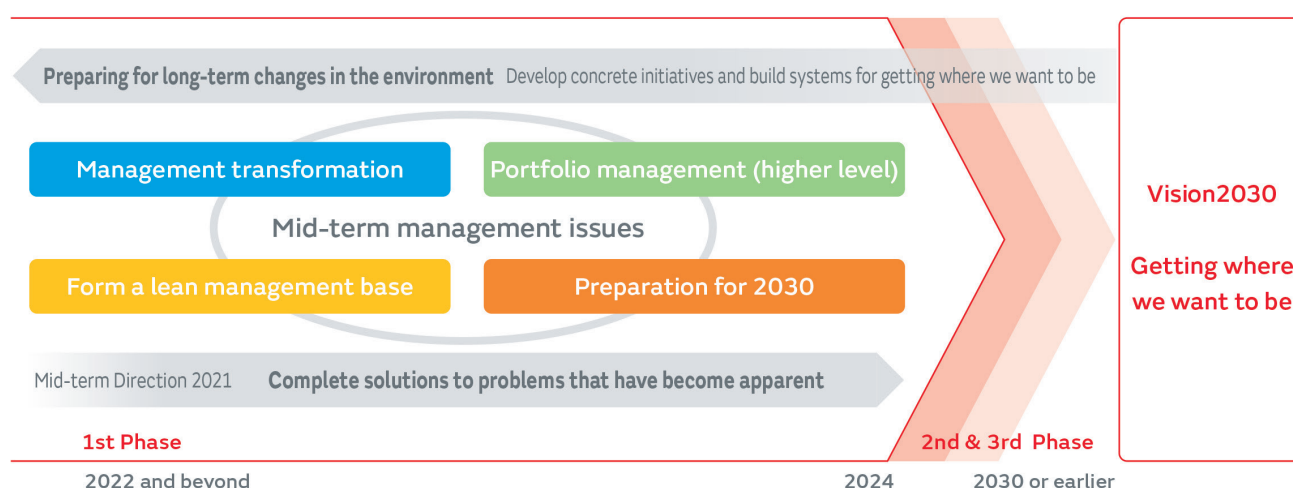 Preparing for long-term changes in the environment Develop concrete initiatives and build systems for getting where we want to be
Management transformation
Portfolio management (higher level)
Mid-term management issues
Form a lean management base
Preparation for 2030
Mid-term Direction 2021 Complete solutions to problems that have become apparent
1st Phase
2nd & 3rd Phase
2022 and beyond
2024
2030 or earlier
Vision2030
Getting where
we want to be